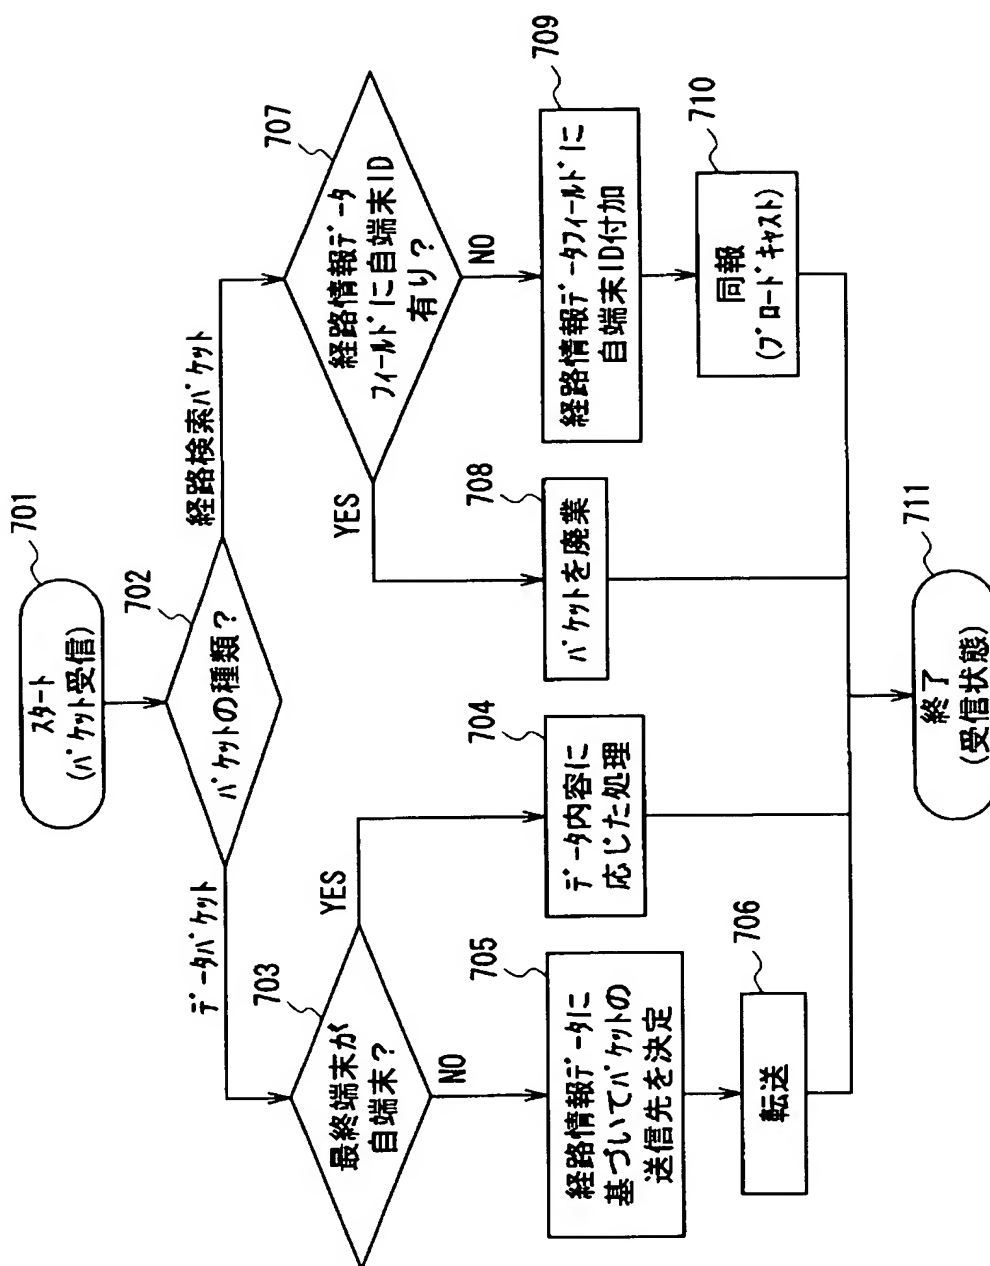 701
スタート
(パケット受信)
702
パケットの種類?
データパケット
経路検索パケット
703
最終端末が
自端末?
YES
NO
704
データ内容に
応じた処理
705
経路情報データに
基づいてパケットの
送信先を決定
706
転送
707
経路情報データ
フィールドに自端末ID
有り?
YES
NO
708
パケットを廃業
709
経路情報データフィールドに
自端末ID付加
710
同報
(ブロードキャスト)
711
終了
(受信状態)